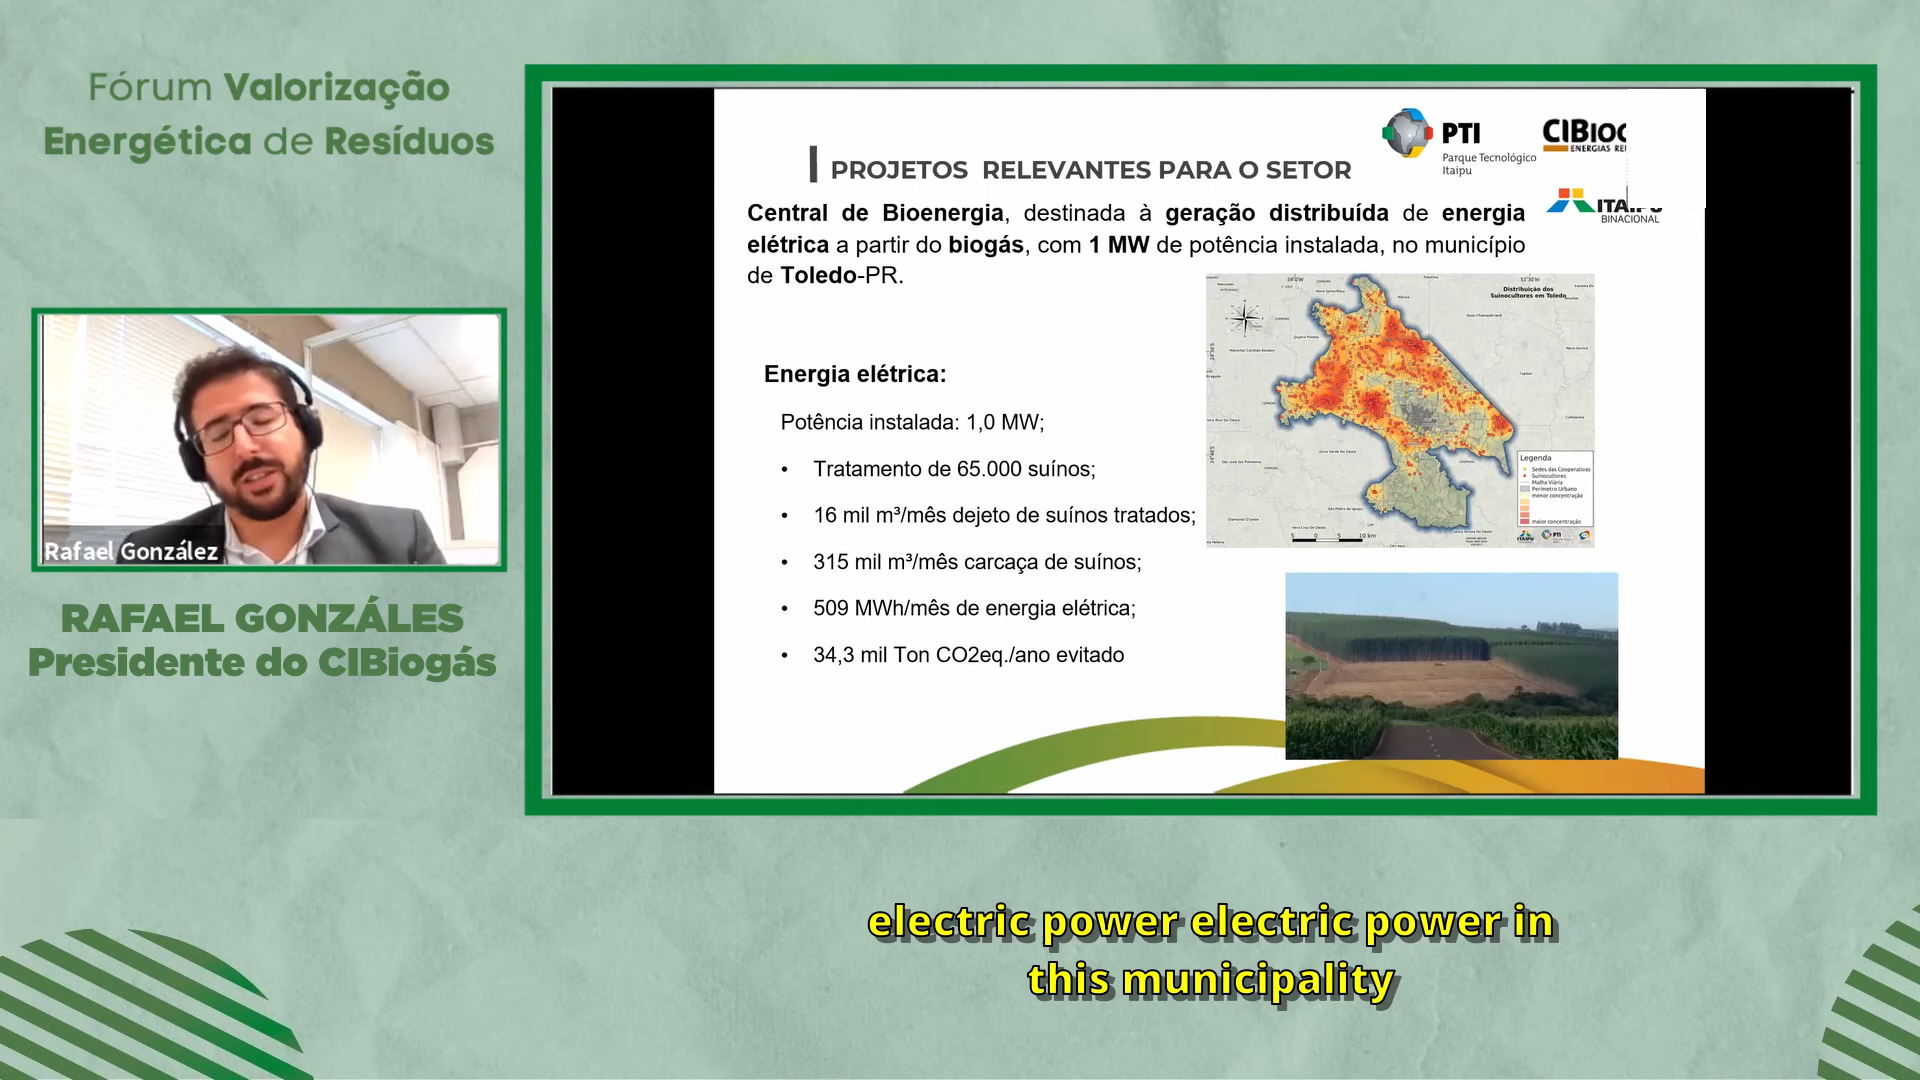 Fórum Valorização
Energética de Resíduos
Rafael González
RAFAEL GONZÁLES
Presidente do CIBiogás
PTI
Parque Tecnológico
Itaipu
CIBIOG
ENERGIAS RE
ITAIPU
BINACIONAL
PROJETOS RELEVANTES PARA O SETOR
Central de Bioenergia, destinada à geração distribuída de energia
elétrica a partir do biogás, com 1 MW de potência instalada, no município
de Toledo-PR.
Energia elétrica:
Potência instalada: 1,0 MW;
• Tratamento de 65.000 suínos;
• 16 mil m³/mês dejeto de suínos tratados;
• 315 mil m³/mês carcaça de suínos;
• 509 MWh/mês de energia elétrica;
• 34,3 mil Ton CO2eq./ano evitado
Distribuição dos
Suinocultores em Toledo
Legenda
Sedes das Cooperativas
Suinocultores
Malha Viária
Perímetro Urbano
menor concentração
maior concentração
5 0 5 10 km
electric power electric power in
this municipality